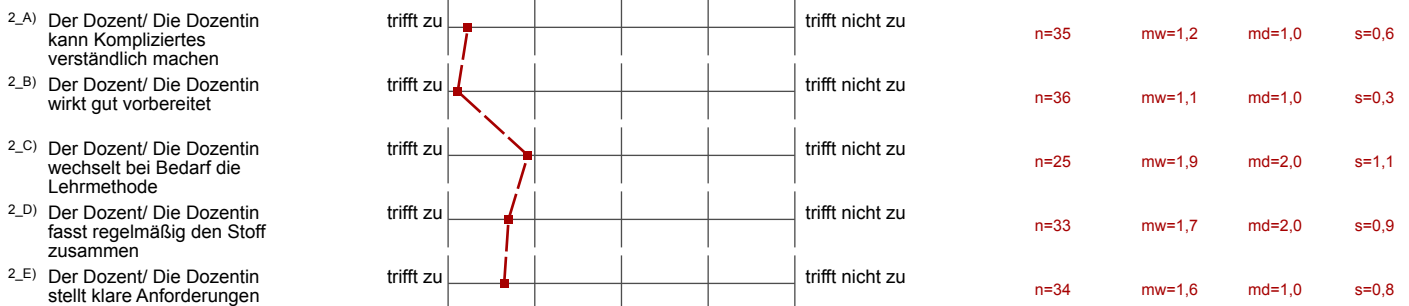 2_A) Der Dozent/ Die Dozentin kann Kompliziertes verständlich machen trifft zu trifft nicht zu n=35 mw=1,2 md=1,0 s=0,6
2_B) Der Dozent/ Die Dozentin wirkt gut vorbereitet trifft zu trifft nicht zu n=36 mw=1,1 md=1,0 s=0,3
2_C) Der Dozent/ Die Dozentin wechselt bei Bedarf die Lehrmethode trifft zu trifft nicht zu n=25 mw=1,9 md=2,0 s=1,1
2_D) Der Dozent/ Die Dozentin fasst regelmäßig den Stoff zusammen trifft zu trifft nicht zu n=33 mw=1,7 md=2,0 s=0,9
2_E) Der Dozent/ Die Dozentin stellt klare Anforderungen trifft zu trifft nicht zu n=34 mw=1,6 md=1,0 s=0,8